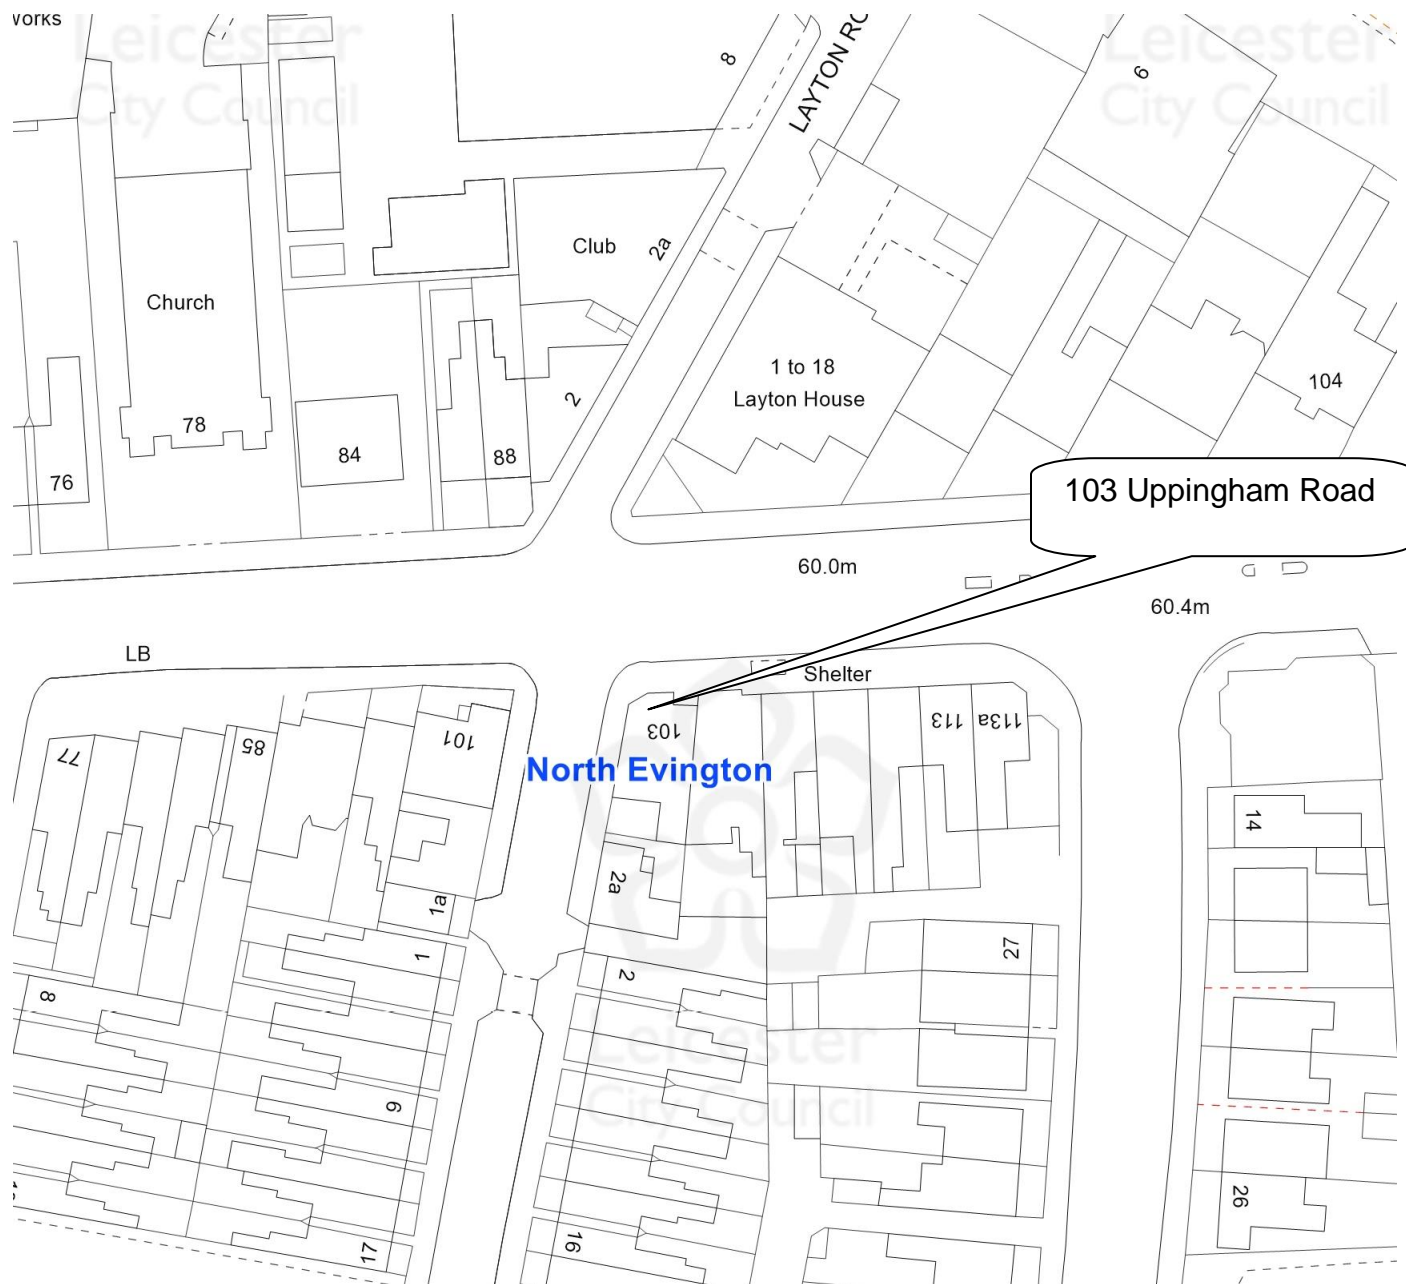 Leicester
City Council
Leicester
City Council
8
LAYTON RO
6
Club
2a
Church
1 to 18
Layton House
104
2
78
84
88
76
103 Uppingham Road
60.0m
60.4m
LB
Shelter
77
85
101
103
113
113a
North Evington
14
2a
1a
1
2
27
8
Leicester
City Council
9
26
17
16